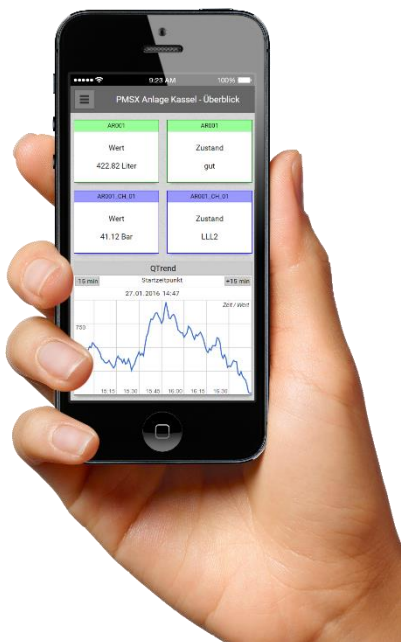 9:23 AM 100%
PMSX Anlage Kassel - Überblick
AR001
Wert
422.82 Liter
AR001
Zustand
gut
AR001_CH_01
Wert
41.12 Bar
AR001_CH_01
Zustand
LLL2
QTrend
15 min
Startzeitpunkt
+15 min
27.01.2016 14:47
Zeit / Wert
750
15:15 15:30 15:45 16:00 16:15 16:30